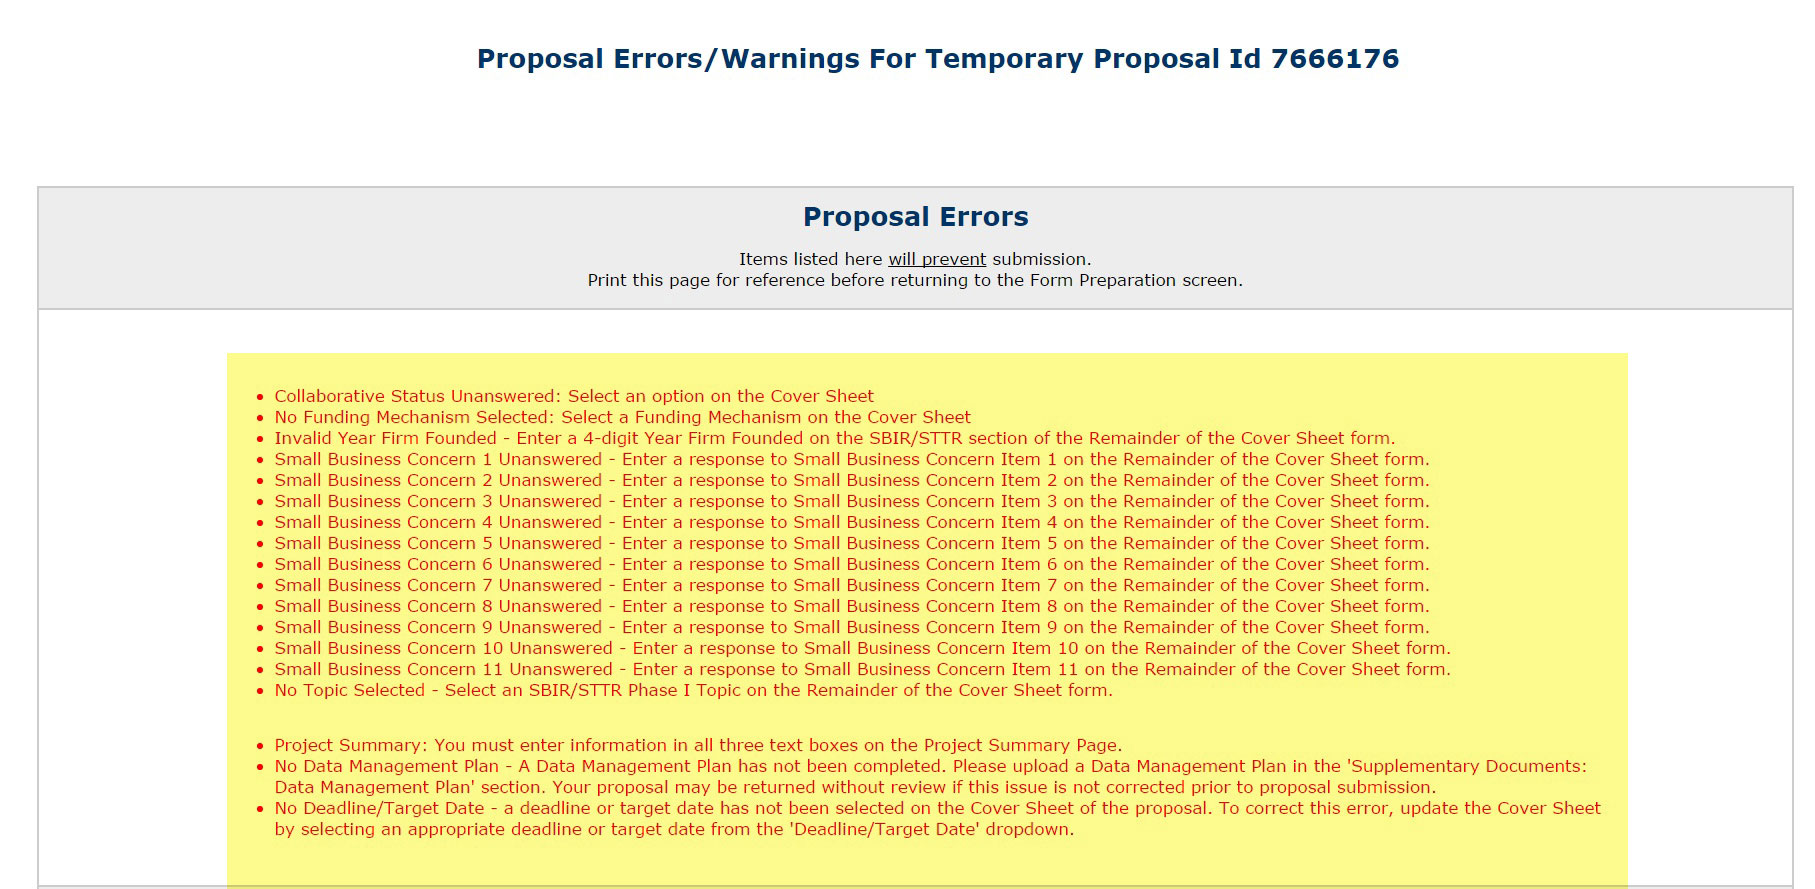 Proposal Errors/Warnings For Temporary Proposal Id 7666176
Proposal Errors
Items listed here will prevent submission.
Print this page for reference before returning to the Form Preparation screen.
• Collaborative Status Unanswered: Select an option on the Cover Sheet
• No Funding Mechanism Selected: Select a Funding Mechanism on the Cover Sheet
• Invalid Year Firm Founded - Enter a 4-digit Year Firm Founded on the SBIR/STTR section of the Remainder of the Cover Sheet form.
• Small Business Concern 1 Unanswered - Enter a response to Small Business Concern Item 1 on the Remainder of the Cover Sheet form.
• Small Business Concern 2 Unanswered - Enter a response to Small Business Concern Item 2 on the Remainder of the Cover Sheet form.
• Small Business Concern 3 Unanswered - Enter a response to Small Business Concern Item 3 on the Remainder of the Cover Sheet form.
• Small Business Concern 4 Unanswered - Enter a response to Small Business Concern Item 4 on the Remainder of the Cover Sheet form.
• Small Business Concern 5 Unanswered - Enter a response to Small Business Concern Item 5 on the Remainder of the Cover Sheet form.
• Small Business Concern 6 Unanswered - Enter a response to Small Business Concern Item 6 on the Remainder of the Cover Sheet form.
• Small Business Concern 7 Unanswered - Enter a response to Small Business Concern Item 7 on the Remainder of the Cover Sheet form.
• Small Business Concern 8 Unanswered - Enter a response to Small Business Concern Item 8 on the Remainder of the Cover Sheet form.
• Small Business Concern 9 Unanswered - Enter a response to Small Business Concern Item 9 on the Remainder of the Cover Sheet form.
• Small Business Concern 10 Unanswered - Enter a response to Small Business Concern Item 10 on the Remainder of the Cover Sheet form.
• Small Business Concern 11 Unanswered - Enter a response to Small Business Concern Item 11 on the Remainder of the Cover Sheet form.
• No Topic Selected - Select an SBIR/STTR Phase I Topic on the Remainder of the Cover Sheet form.
• Project Summary: You must enter information in all three text boxes on the Project Summary Page.
• No Data Management Plan - A Data Management Plan has not been completed. Please upload a Data Management Plan in the 'Supplementary Documents:
Data Management Plan' section. Your proposal may be returned without review if this issue is not corrected prior to proposal submission.
• No Deadline/Target Date - a deadline or target date has not been selected on the Cover Sheet of the proposal. To correct this error, update the Cover Sheet
by selecting an appropriate deadline or target date from the 'Deadline/Target Date' dropdown.